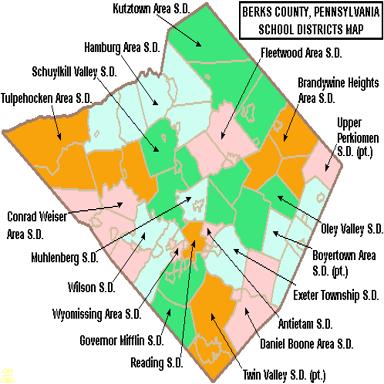 BERKS COUNTY, PENNSYLVANIA
SCHOOL DISTRICTS MAP
Kutztown Area S.D.
Hamburg Area S.D.
Fleetwood Area S.D.
Schuylkill Valley S.D.
Brandywine Heights
Area S.D.
Tulpehocken Area S.D.
Upper
Perkiomen
S.D. (pt.)
Conrad Weiser
Area S.D.
Oley Valley S.D.
Muhlenberg S.D.
Boyertown Area
S.D. (pt.)
Wilson S.D.
Exeter Township S.D.
Wyomissing Area S.D.
Antietam S.D.
Governor Mifflin S.D.
Daniel Boone Area S.D.
Reading S.D.
Twin Valley S.D. (pt.)